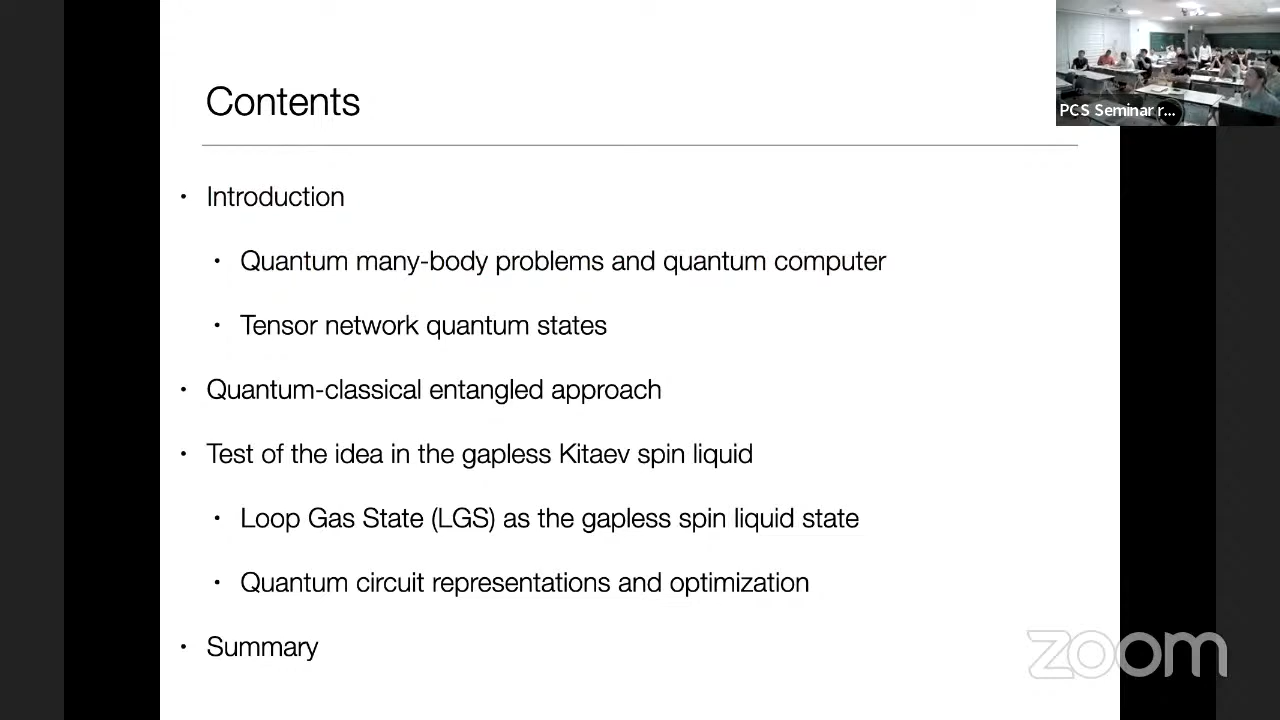 Contents
PCS Seminar r...
• Introduction
• Quantum many-body problems and quantum computer
• Tensor network quantum states
• Quantum-classical entangled approach
• Test of the idea in the gapless Kitaev spin liquid
• Loop Gas State (LGS) as the gapless spin liquid state
• Quantum circuit representations and optimization
• Summary
zoom